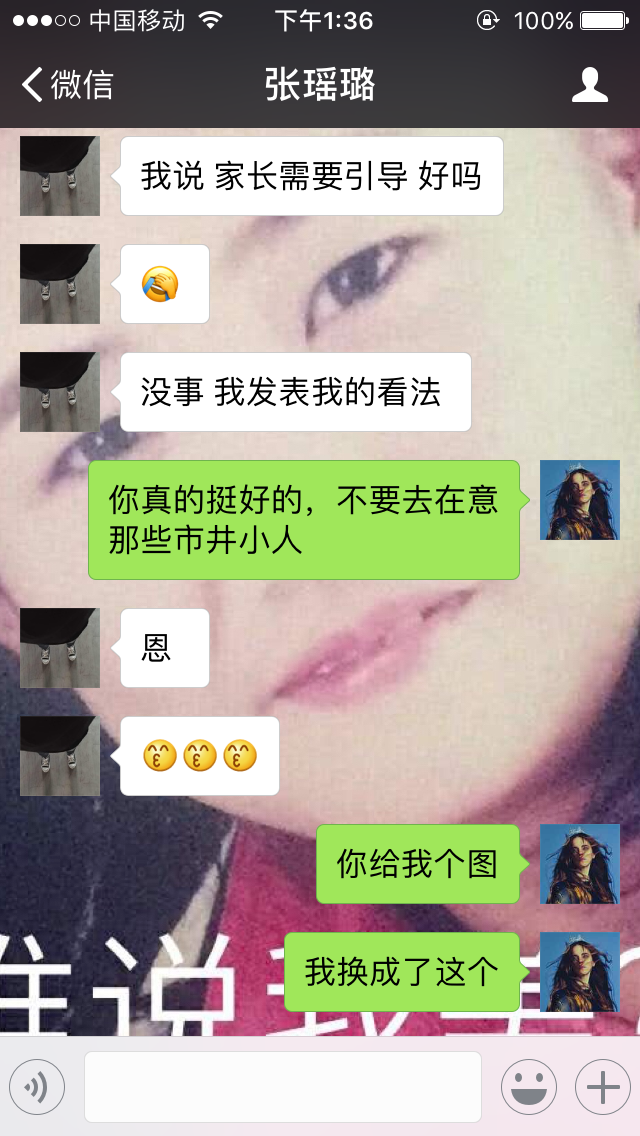 中国移动 下午1:36 100%
微信 张瑶璐
我说 家长需要引导 好吗
没事 我发表我的看法
你真的挺好的，不要去在意
那些市井小人
恩
你给我个图
我换成了这个
谁说我美